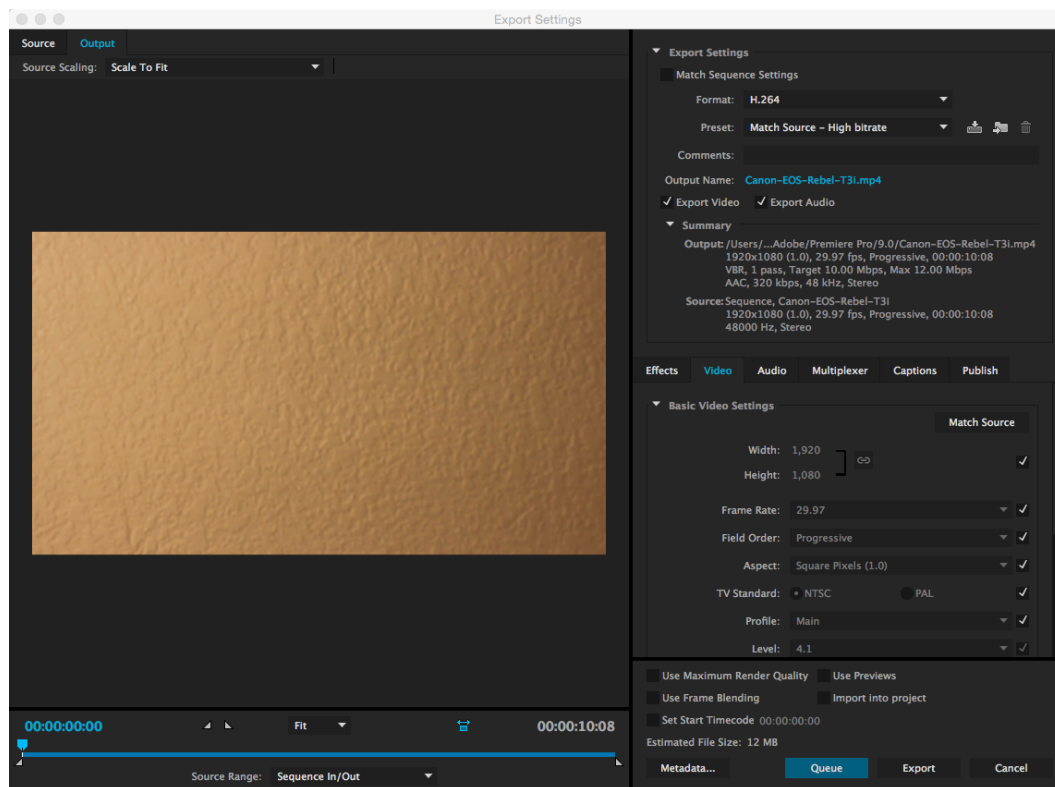 Export Settings
Source Output
Source Scaling: Scale To Fit
Export Settings
Match Sequence Settings
Format: H.264
Preset: Match Source – High bitrate
Comments:
Output Name: Canon-EOS-Rebel-T3i.mp4
Export Video Export Audio
Summary
Output: /Users/...Adobe/Premiere Pro/9.0/Canon-EOS-Rebel-T3i.mp4
1920x1080 (1.0), 29.97 fps, Progressive, 00:00:10:08
VBR, 1 pass, Target 10.00 Mbps, Max 12.00 Mbps
AAC, 320 kbps, 48 kHz, Stereo
Source: Sequence, Canon-EOS-Rebel-T3i
1920x1080 (1.0), 29.97 fps, Progressive, 00:00:10:08
48000 Hz, Stereo
Effects Video Audio Multiplexer Captions Publish
Basic Video Settings
Match Source
Width: 1,920
Height: 1,080
Frame Rate: 29.97
Field Order: Progressive
Aspect: Square Pixels (1.0)
TV Standard: NTSC PAL
Profile: Main
Level: 4.1
Use Maximum Render Quality Use Previews
Use Frame Blending Import into project
Set Start Timecode 00:00:00:00
Estimated File Size: 12 MB
Metadata... Queue Export Cancel
00:00:00:00 Fit 00:00:10:08
Source Range: Sequence In/Out